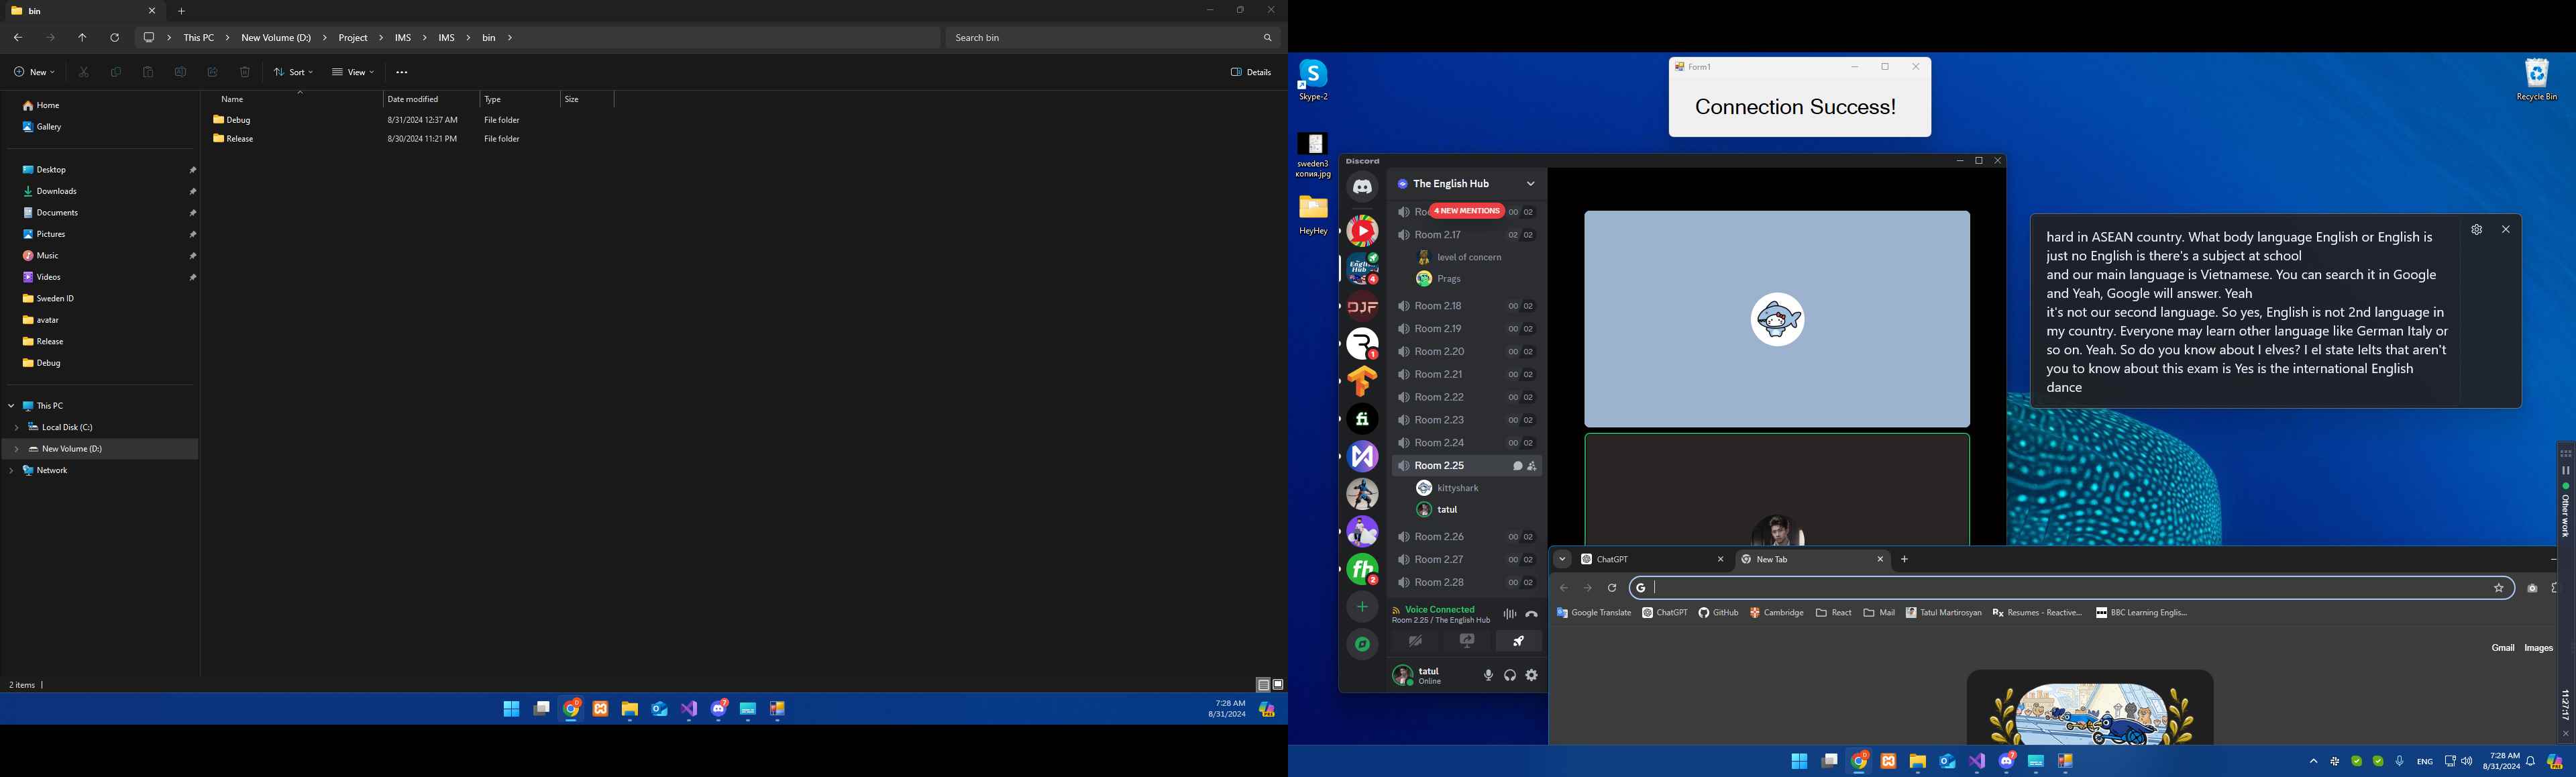 bin
This PC
New Volume (D:)
Project
IMS
IMS
bin
Search bin
New
Sort
View
Details
Name
Date modified
Type
Size
Debug
8/31/2024 12:37 AM
File folder
Release
8/30/2024 11:21 PM
File folder
Home
Gallery
Desktop
Downloads
Documents
Pictures
Music
Videos
Sweden ID
avatar
Release
Debug
This PC
Local Disk (C:)
New Volume (D:)
Network
2 items
7:28 AM
8/31/2024
Skype-2
sweden3
копия.jpg
HeyHey
Recycle Bin
Form1
Connection Success!
Discord
The English Hub
4 NEW MENTIONS
00 02
Room 2.17
02 02
level of concern
Prags
Room 2.18
00 02
Room 2.19
00 02
Room 2.20
00 02
Room 2.21
00 02
Room 2.22
00 02
Room 2.23
00 02
Room 2.24
00 02
Room 2.25
kittyshark
tatul
Room 2.26
00 02
Room 2.27
00 02
Room 2.28
00 02
Voice Connected
Room 2.25 / The English Hub
tatul
Online
DJF
hard in ASEAN country. What body language English or English is
just no English is there's a subject at school
and our main language is Vietnamese. You can search it in Google
and Yeah, Google will answer. Yeah
it's not our second language. So yes, English is not 2nd language in
my country. Everyone may learn other language like German Italy or
so on. Yeah. So do you know about I elves? I el state Ielts that aren't
you to know about this exam is Yes is the international English
dance
ChatGPT
New Tab
Google Translate
ChatGPT
GitHub
Cambridge
React
Mail
Tatul Martirosyan
Resumes - Reactive...
BBC Learning Englis...
Gmail
Images
Other work
11:27:17
ENG
7:28 AM
8/31/2024